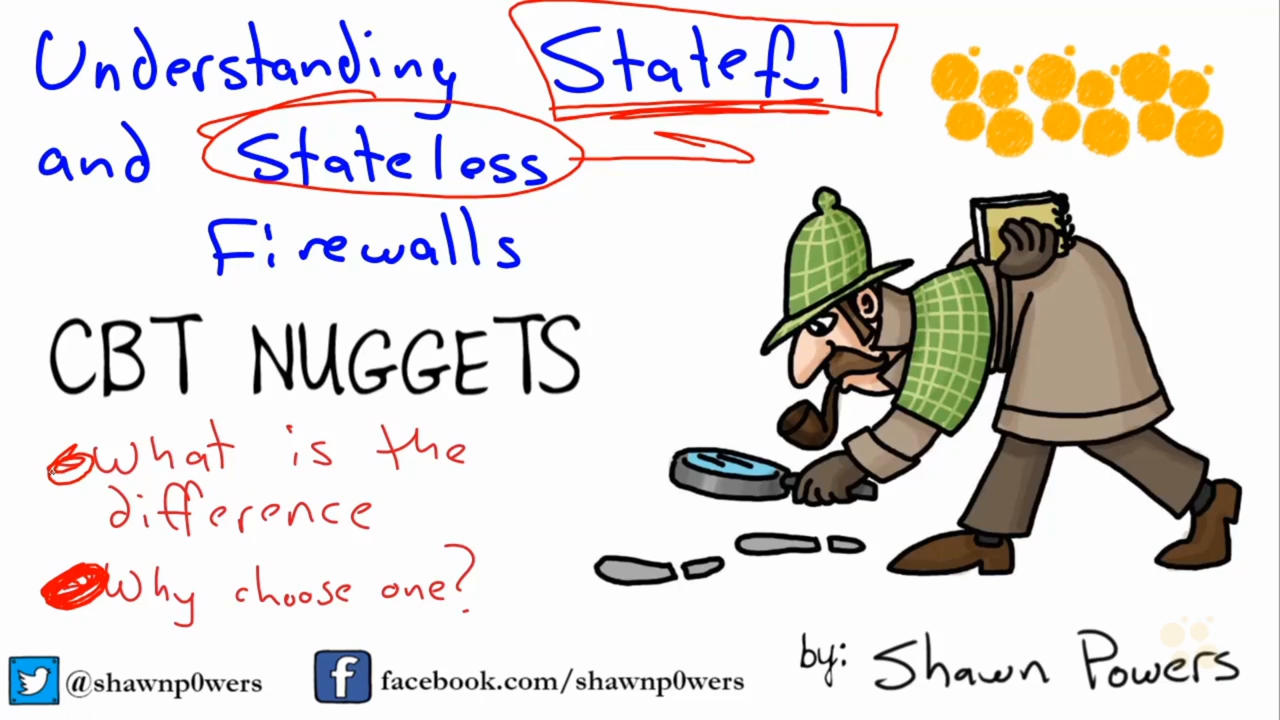 Understanding Stateful
and Stateless
Firewalls
CBT NUGGETS
What is the
difference
Why choose one?
@shawnp0wers
facebook.com/shawnp0wers
by: Shawn Powers